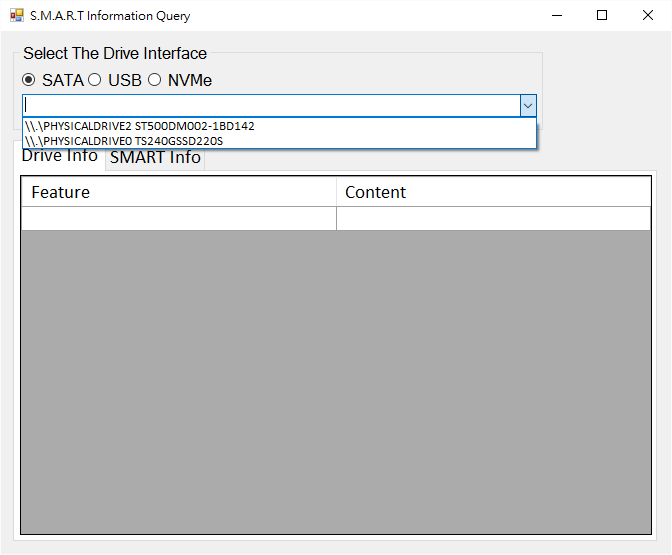 S.M.A.R.T Information Query
Select The Drive Interface
SATA USB NVMe
\\.\PHYSICALDRIVE2 ST500DM002-1BD142
\\.\PHYSICALDRIVE0 TS240GSSD220S
Drive Info SMART Info
Feature Content